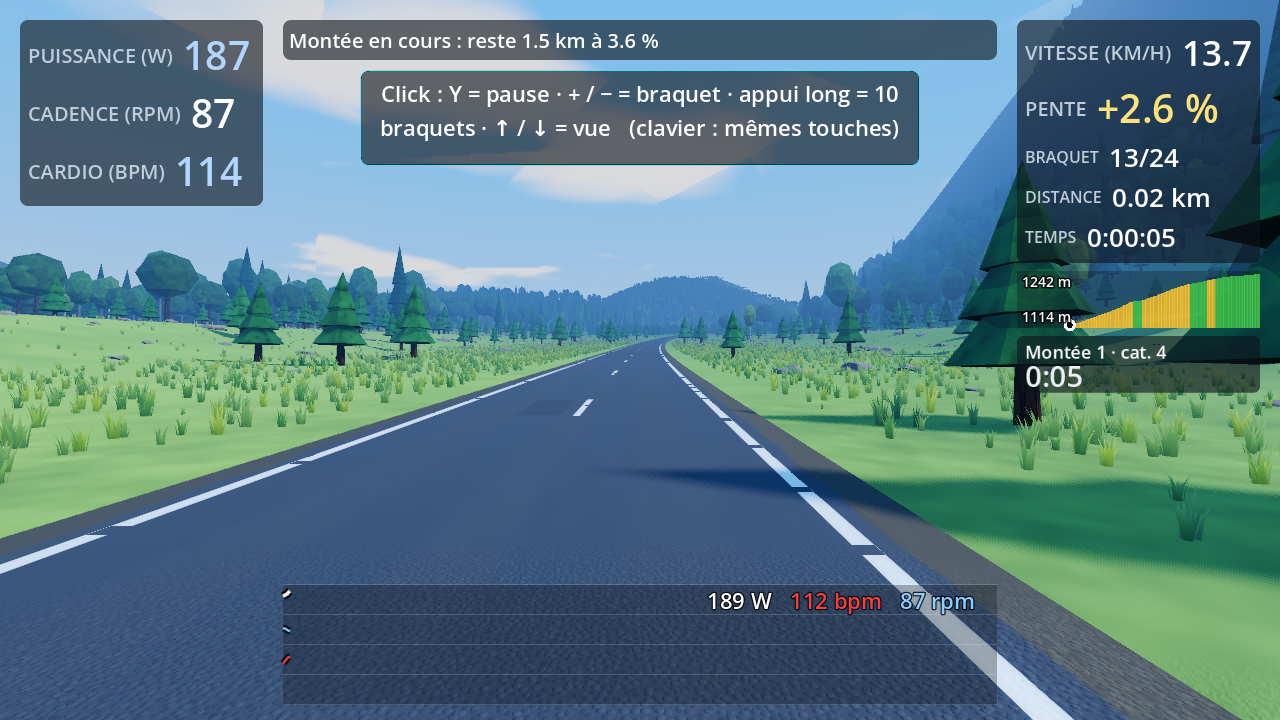 PUISSANCE (W) 187
CADENCE (RPM) 87
CARDIO (BPM) 114
Montée en cours : reste 1.5 km à 3.6 %
Click : Y = pause · + / − = braquet · appui long = 10
braquets · ↑ / ↓ = vue (clavier : mêmes touches)
VITESSE (KM/H) 13.7
PENTE +2.6 %
BRAQUET 13/24
DISTANCE 0.02 km
TEMPS 0:00:05
1242 m
1114 m
Montée 1 · cat. 4
0:05
189 W 112 bpm 87 rpm